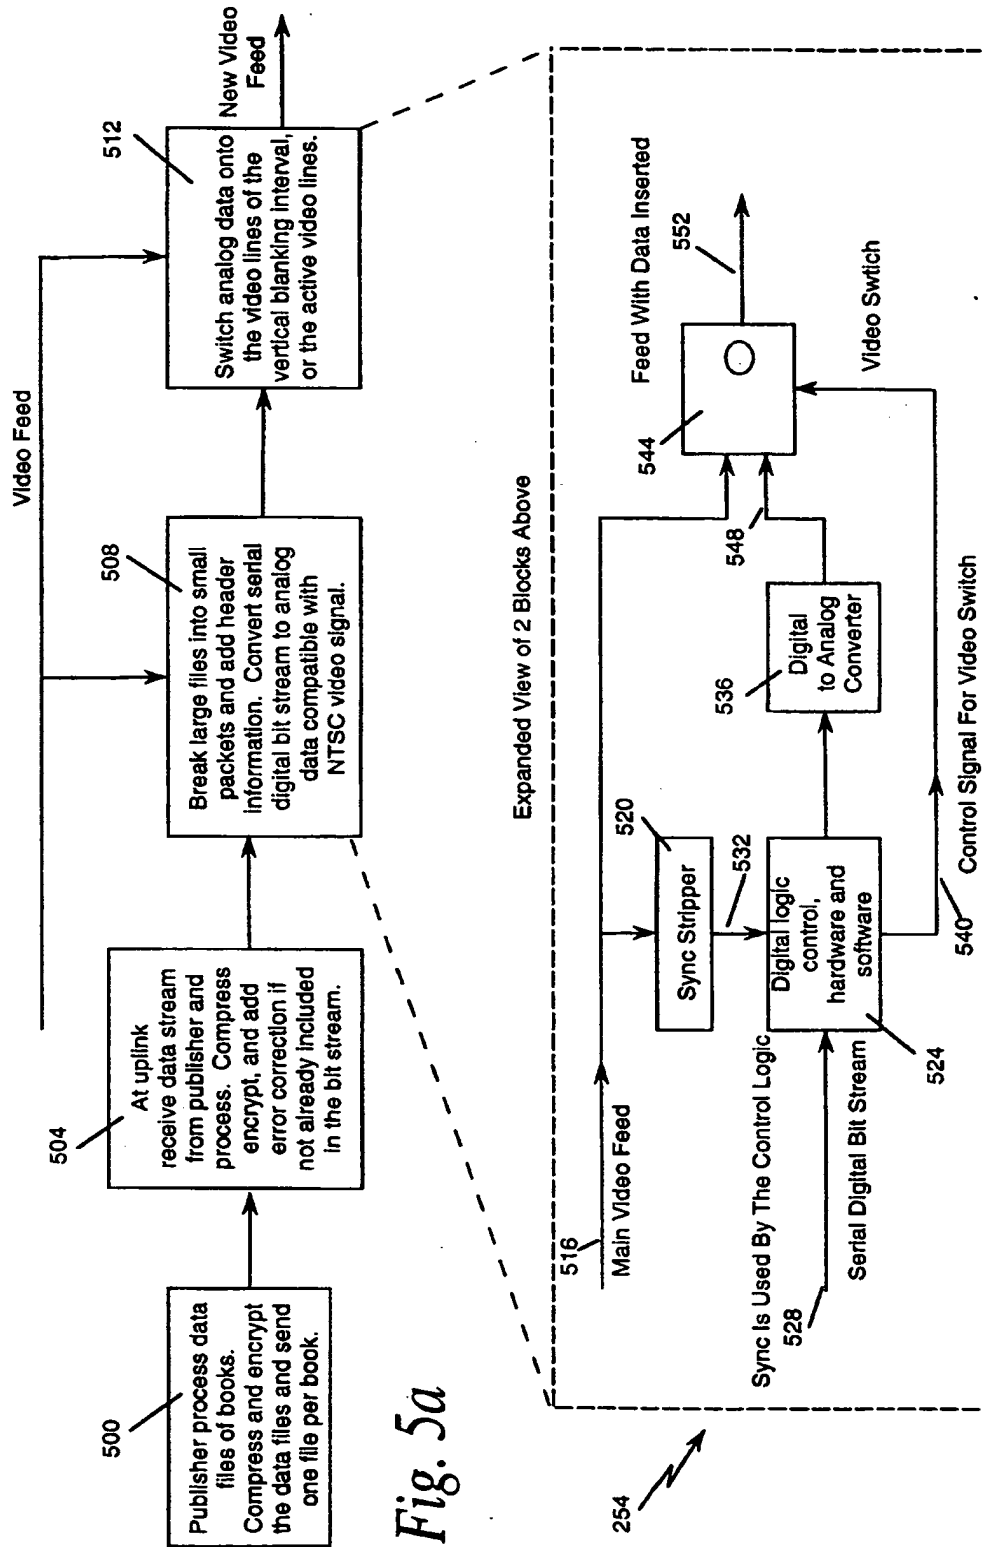 Video Feed
500
Publisher process data
files of books.
Compress and encrypt
the data files and send
one file per book.
504
At uplink
receive data stream
from publisher and
process. Compress
encrypt, and add
error correction if
not already included
in the bit stream.
508
Break large files into small
packets and add header
information. Convert serial
digital bit stream to analog
data compatible with
NTSC video signal.
512
Switch analog data onto
the video lines of the
vertical blanking interval,
or the active video lines.
New Video
Feed
Fig. 5a
254
Expanded View of 2 Blocks Above
516
Main Video Feed
520
Sync Stripper
532
Sync Is Used By The Control Logic
528
Serial Digital Bit Stream
Digital logic
control,
hardware and
software
524
536
Digital
to Analog
Converter
548
544
Feed With Data Inserted
552
Video Swtich
540
Control Signal For Video Switch